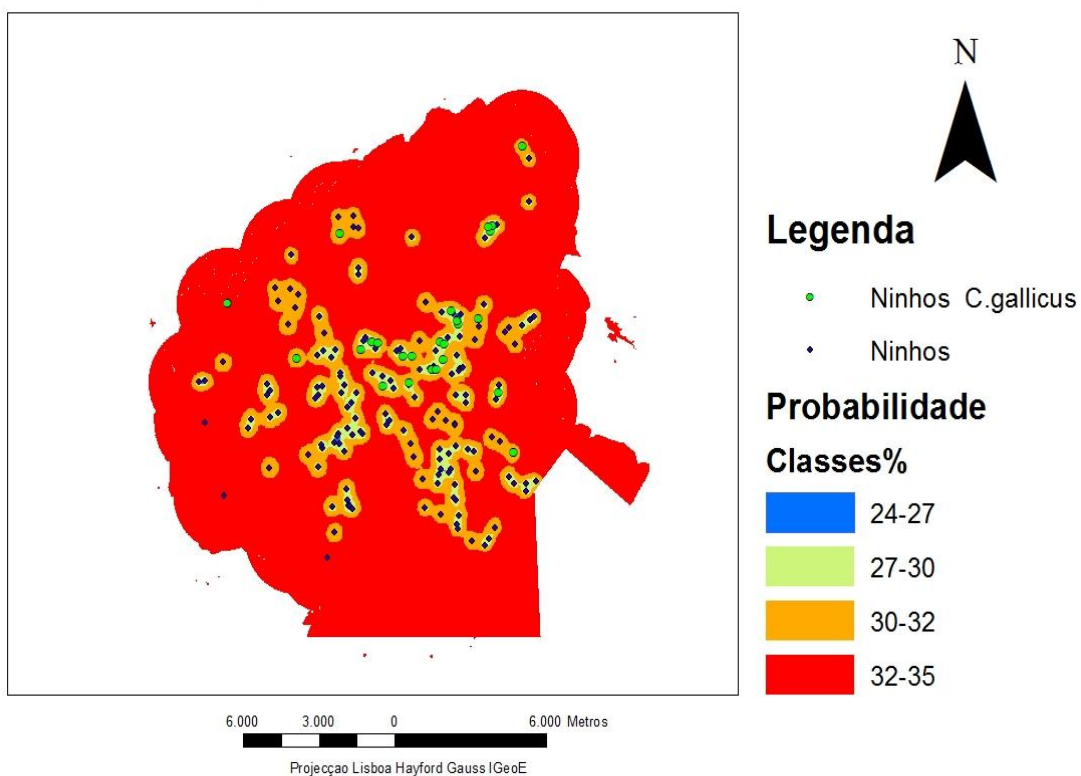 N
Legenda
Ninhos C.gallicus
Ninhos
Probabilidade
Classes%
24-27
27-30
30-32
32-35
6.000 3.000 0 6.000 Metros
Projecçao Lisboa Hayford Gauss IGeoE